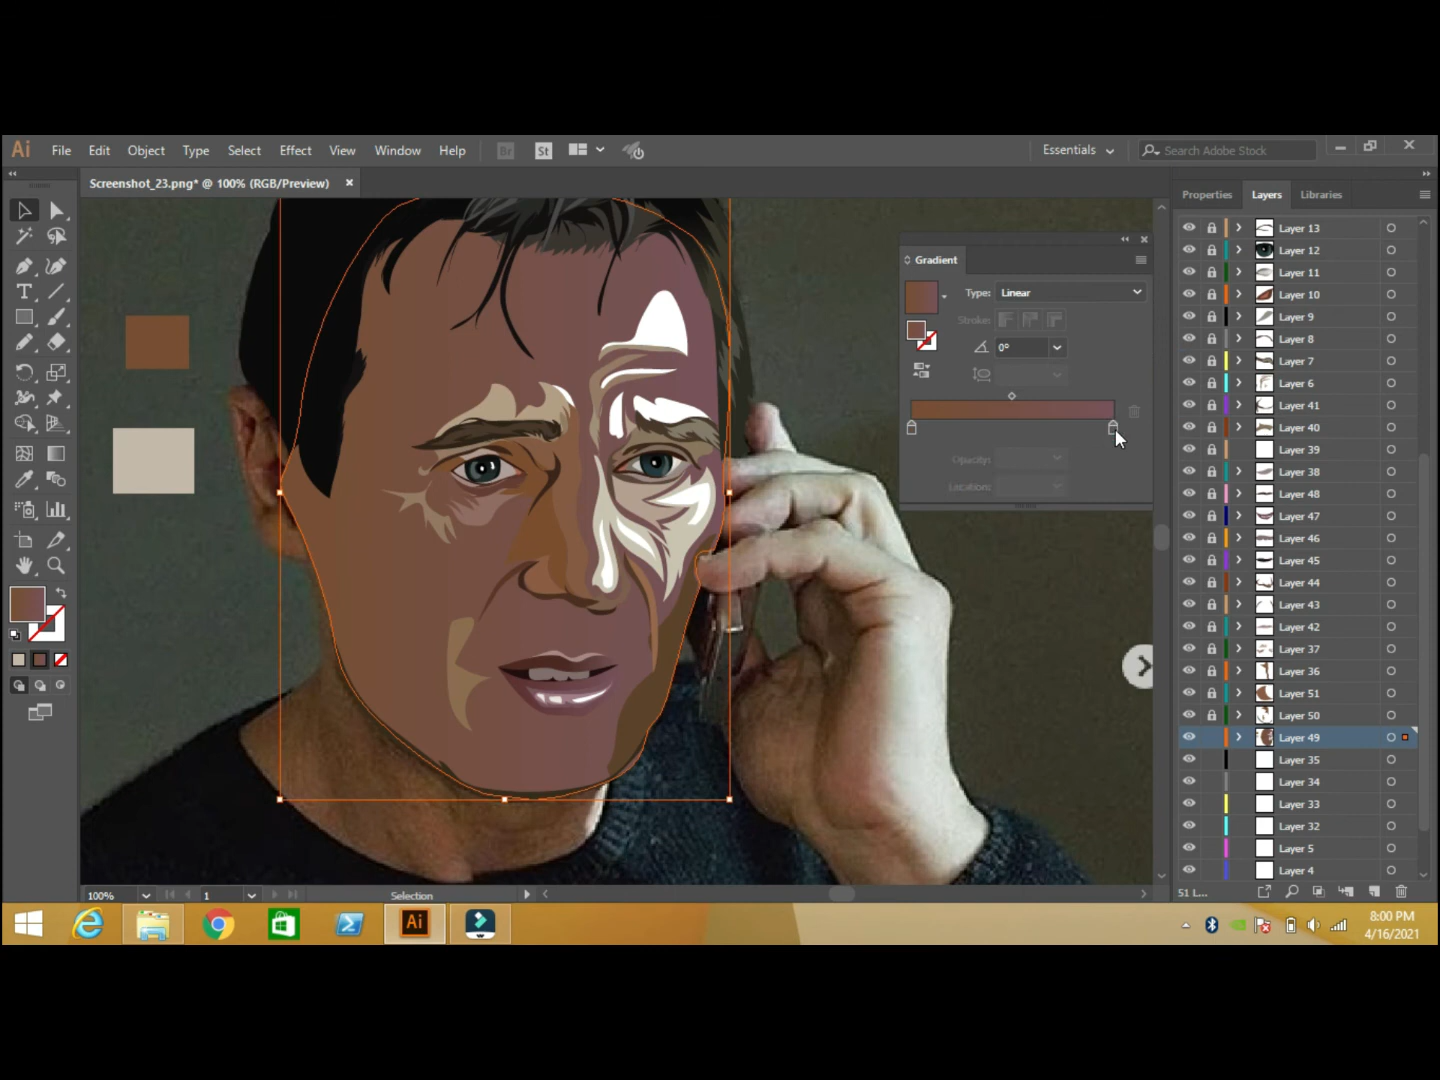 Ai File Edit Object Type Select Effect View Window Help Br St Essentials Search Adobe Stock
Screenshot_23.png* @ 100% (RGB/Preview) ×
Properties Layers Libraries
Gradient
Type: Linear
Stroke:
0°
Opacity:
Location:
Layer 13
Layer 12
Layer 11
Layer 10
Layer 9
Layer 8
Layer 7
Layer 6
Layer 41
Layer 40
Layer 39
Layer 38
Layer 48
Layer 47
Layer 46
Layer 45
Layer 44
Layer 43
Layer 42
Layer 37
Layer 36
Layer 51
Layer 50
Layer 49
Layer 35
Layer 34
Layer 33
Layer 32
Layer 5
Layer 4
51 L...
100% 1 Selection
Ai
8:00 PM
4/16/2021